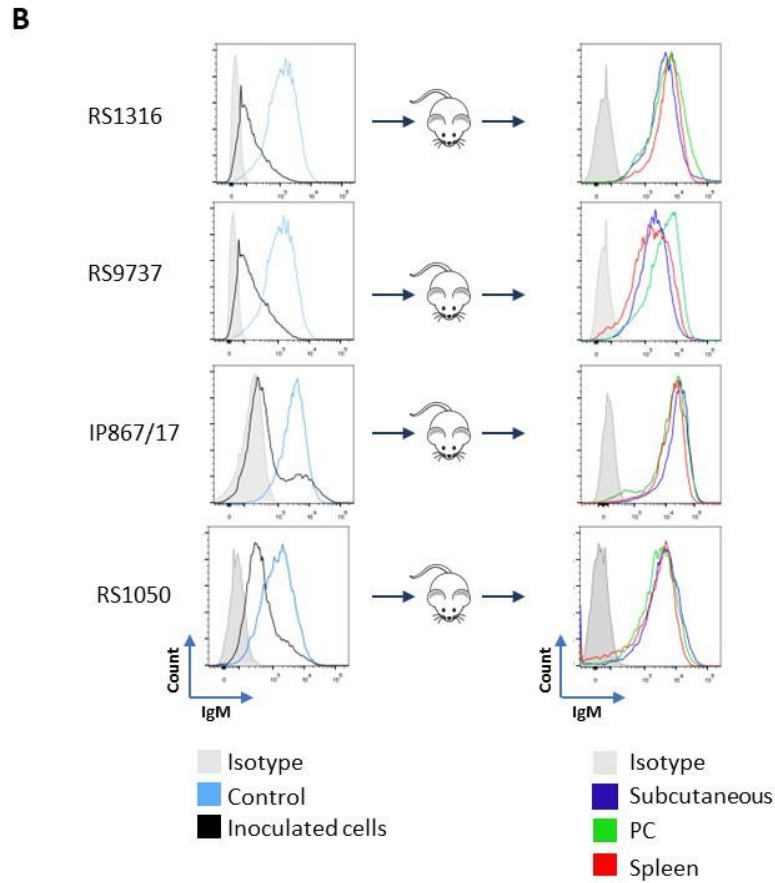 B
RS1316
RS9737
IP867/17
RS1050
Count
IgM
Count
IgM
Isotype
Control
Inoculated cells
Isotype
Subcutaneous
PC
Spleen